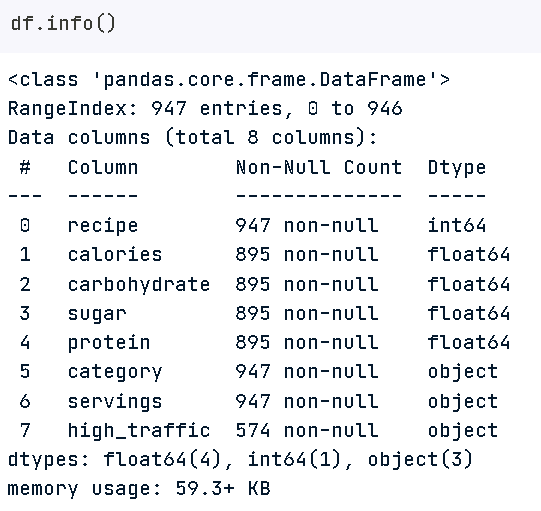 df.info()
<class 'pandas.core.frame.DataFrame'>
RangeIndex: 947 entries, 0 to 946
Data columns (total 8 columns):
 #   Column        Non-Null Count  Dtype
---  ------        --------------  -----
 0   recipe        947 non-null    int64
 1   calories      895 non-null    float64
 2   carbohydrate  895 non-null    float64
 3   sugar         895 non-null    float64
 4   protein       895 non-null    float64
 5   category      947 non-null    object
 6   servings      947 non-null    object
 7   high_traffic  574 non-null    object
dtypes: float64(4), int64(1), object(3)
memory usage: 59.3+ KB